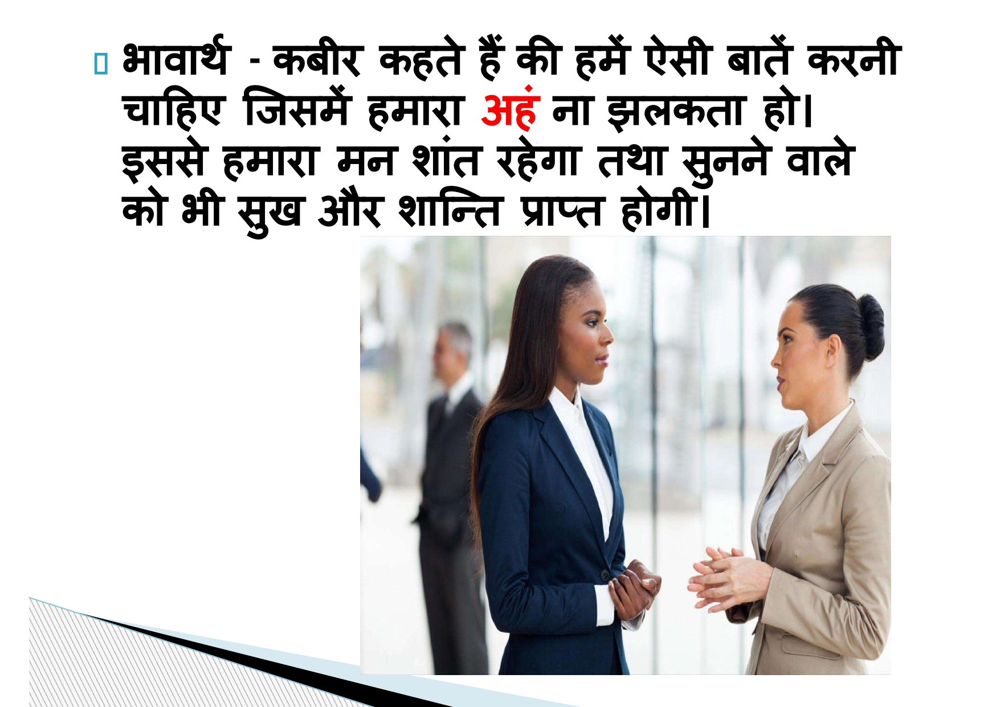 भावार्थ - कबीर कहते हैं की हमें ऐसी बातें करनी
चाहिए जिसमें हमारा अहं ना झलकता हो।
इससे हमारा मन शांत रहेगा तथा सुनने वाले
को भी सुख और शान्ति प्राप्त होगी।